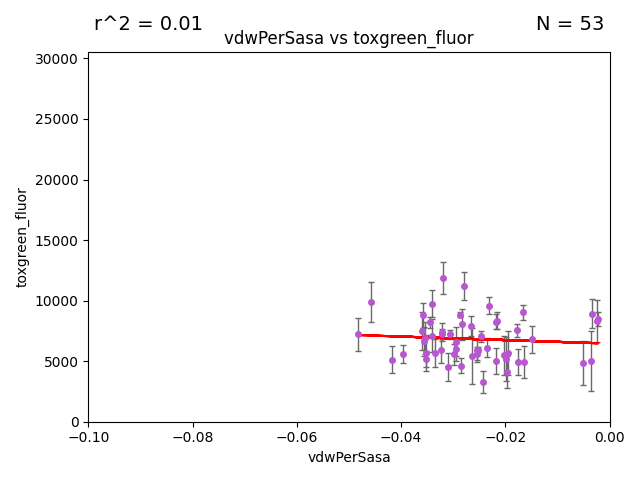 r^2 = 0.01
N = 53
vdwPerSasa vs toxgreen_fluor
30000
25000
20000
15000
10000
5000
0
toxgreen_fluor
−0.10
−0.08
−0.06
−0.04
−0.02
0.00
vdwPerSasa